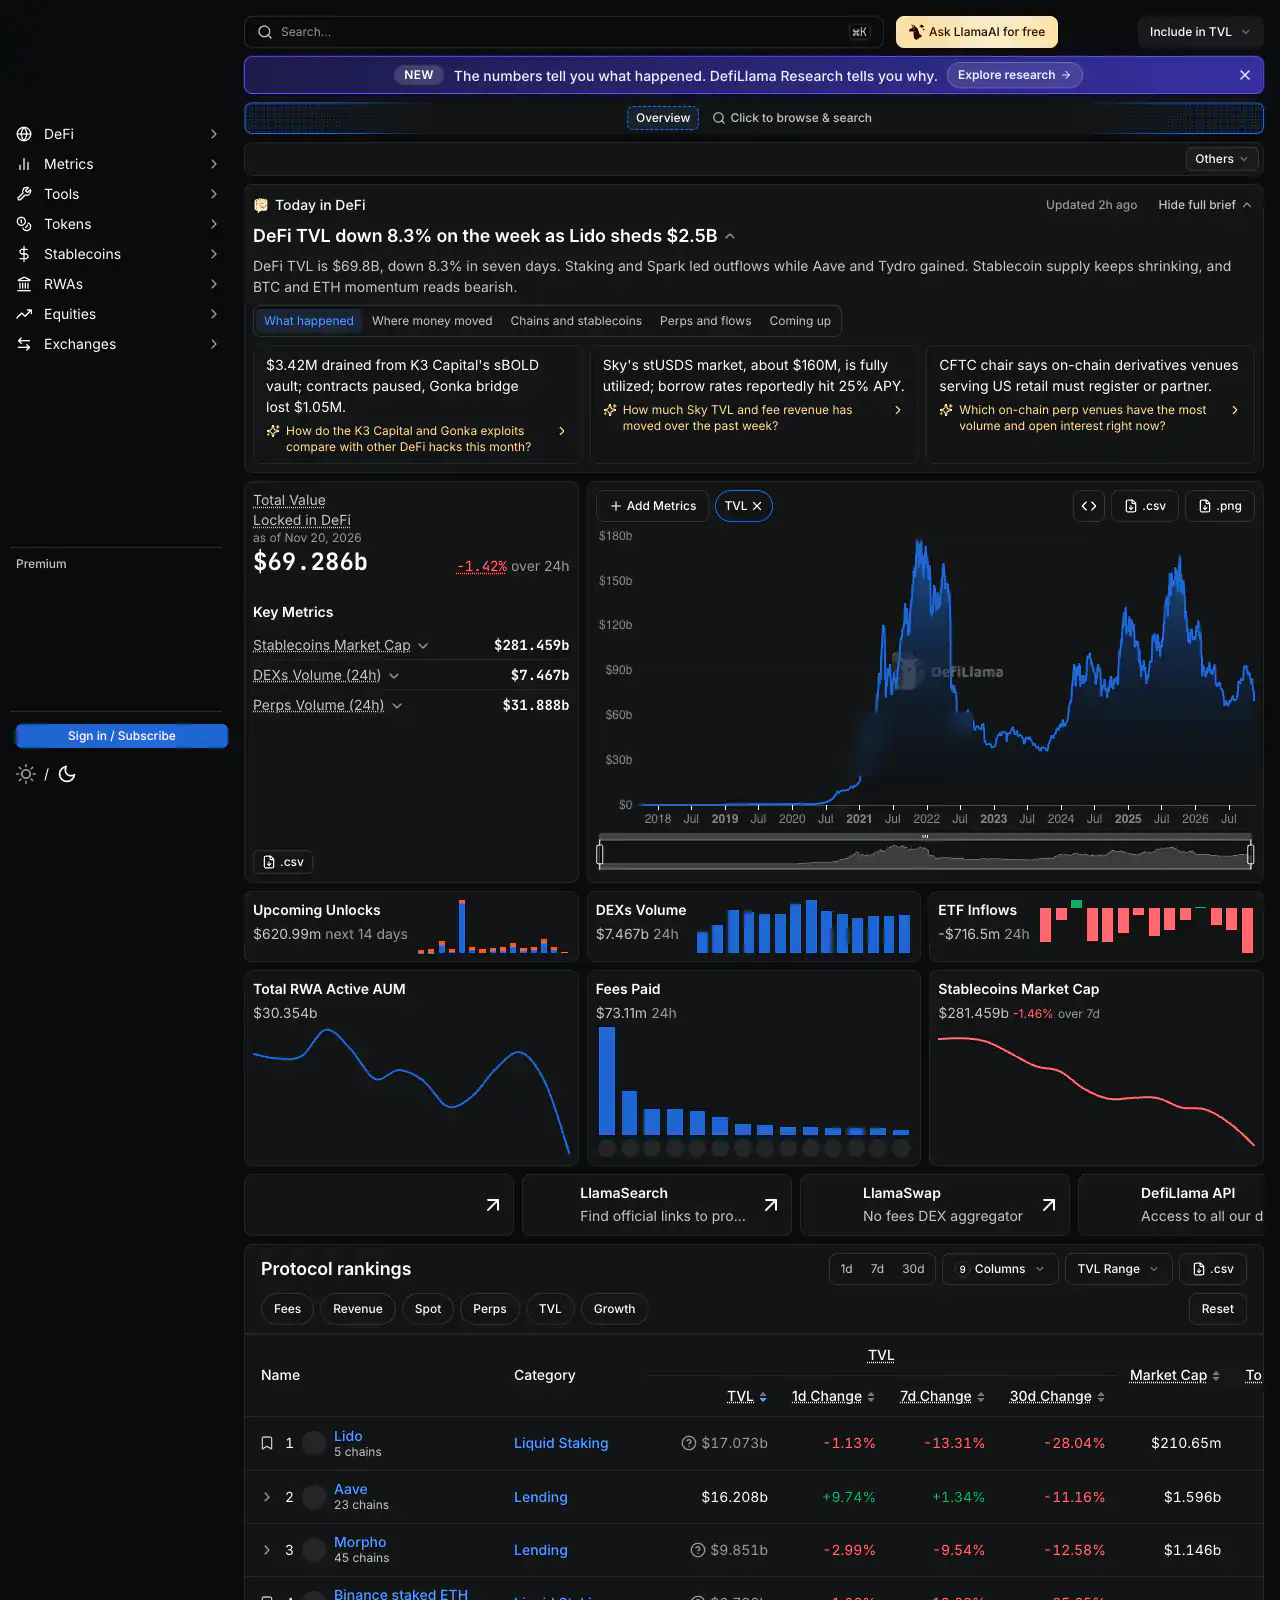 Search...
⌘K
Ask LlamaAI for free
Include in TVL
NEW
The numbers tell you what happened. DefiLlama Research tells you why.
Explore research →
Overview
Click to browse & search
Others
DeFi
Metrics
Tools
Tokens
Stablecoins
RWAs
Equities
Exchanges
Premium
Sign in / Subscribe
/
Today in DeFi
Updated 2h ago
Hide full brief
DeFi TVL down 8.3% on the week as Lido sheds $2.5B
DeFi TVL is $69.8B, down 8.3% in seven days. Staking and Spark led outflows while Aave and Tydro gained. Stablecoin supply keeps shrinking, and
BTC and ETH momentum reads bearish.
What happened
Where money moved
Chains and stablecoins
Perps and flows
Coming up
$3.42M drained from K3 Capital's sBOLD
vault; contracts paused, Gonka bridge
lost $1.05M.
How do the K3 Capital and Gonka exploits
compare with other DeFi hacks this month?
Sky's stUSDS market, about $160M, is fully
utilized; borrow rates reportedly hit 25% APY.
How much Sky TVL and fee revenue has
moved over the past week?
CFTC chair says on-chain derivatives venues
serving US retail must register or partner.
Which on-chain perp venues have the most
volume and open interest right now?
Total Value
Locked in DeFi
as of Nov 20, 2026
$69.286b
-1.42% over 24h
Key Metrics
Stablecoins Market Cap
$281.459b
DEXs Volume (24h)
$7.467b
Perps Volume (24h)
$31.888b
.csv
Add Metrics
TVL
.csv
.png
$180b
$150b
$120b
$90b
$60b
$30b
$0
DefiLlama
2018 Jul 2019 Jul 2020 Jul 2021 Jul 2022 Jul 2023 Jul 2024 Jul 2025 Jul 2026 Jul
Upcoming Unlocks
$620.99m next 14 days
DEXs Volume
$7.467b 24h
ETF Inflows
-$716.5m 24h
Total RWA Active AUM
$30.354b
Fees Paid
$73.11m 24h
Stablecoins Market Cap
$281.459b -1.46% over 7d
LlamaSearch
Find official links to pro...
LlamaSwap
No fees DEX aggregator
DefiLlama API
Access to all our d
Protocol rankings
1d
7d
30d
9 Columns
TVL Range
.csv
Fees
Revenue
Spot
Perps
TVL
Growth
Reset
Name
Category
TVL
TVL
1d Change
7d Change
30d Change
Market Cap
To
1
Lido
5 chains
Liquid Staking
$17.073b
-1.13%
-13.31%
-28.04%
$210.65m
2
Aave
23 chains
Lending
$16.208b
+9.74%
+1.34%
-11.16%
$1.596b
3
Morpho
45 chains
Lending
$9.851b
-2.99%
-9.54%
-12.58%
$1.146b
Binance staked ETH